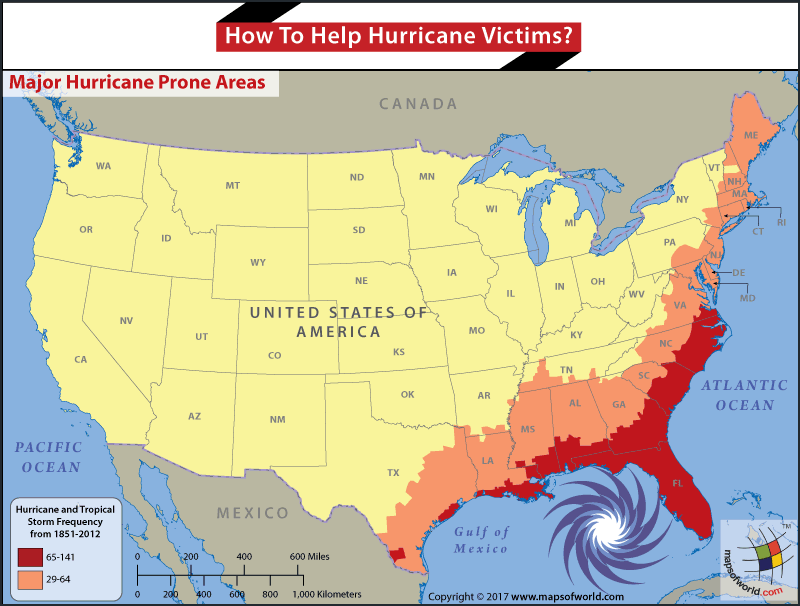 How To Help Hurricane Victims?
Major Hurricane Prone Areas
CANADA
WA
MT
ND
MN
ME
VT
NH
MA
OR
ID
SD
WI
MI
NY
RI
CT
WY
IA
PA
NJ
NE
IL
IN
OH
DE
MD
NV
UT
UNITED STATES OF
AMERICA
WV
VA
CA
CO
KS
MO
KY
NC
TN
SC
ATLANTIC
OCEAN
AZ
NM
OK
AR
MS
AL
GA
PACIFIC
OCEAN
TX
LA
FL
MEXICO
Gulf of
Mexico
Hurricane and Tropical
Storm Frequency
from 1851-2012
65-141
29-64
0 200 400 600 Miles
0 200 400 600 800 1,000 Kilometers
TM
mapsofworld.com
Copyright © 2017 www.mapsofworld.com